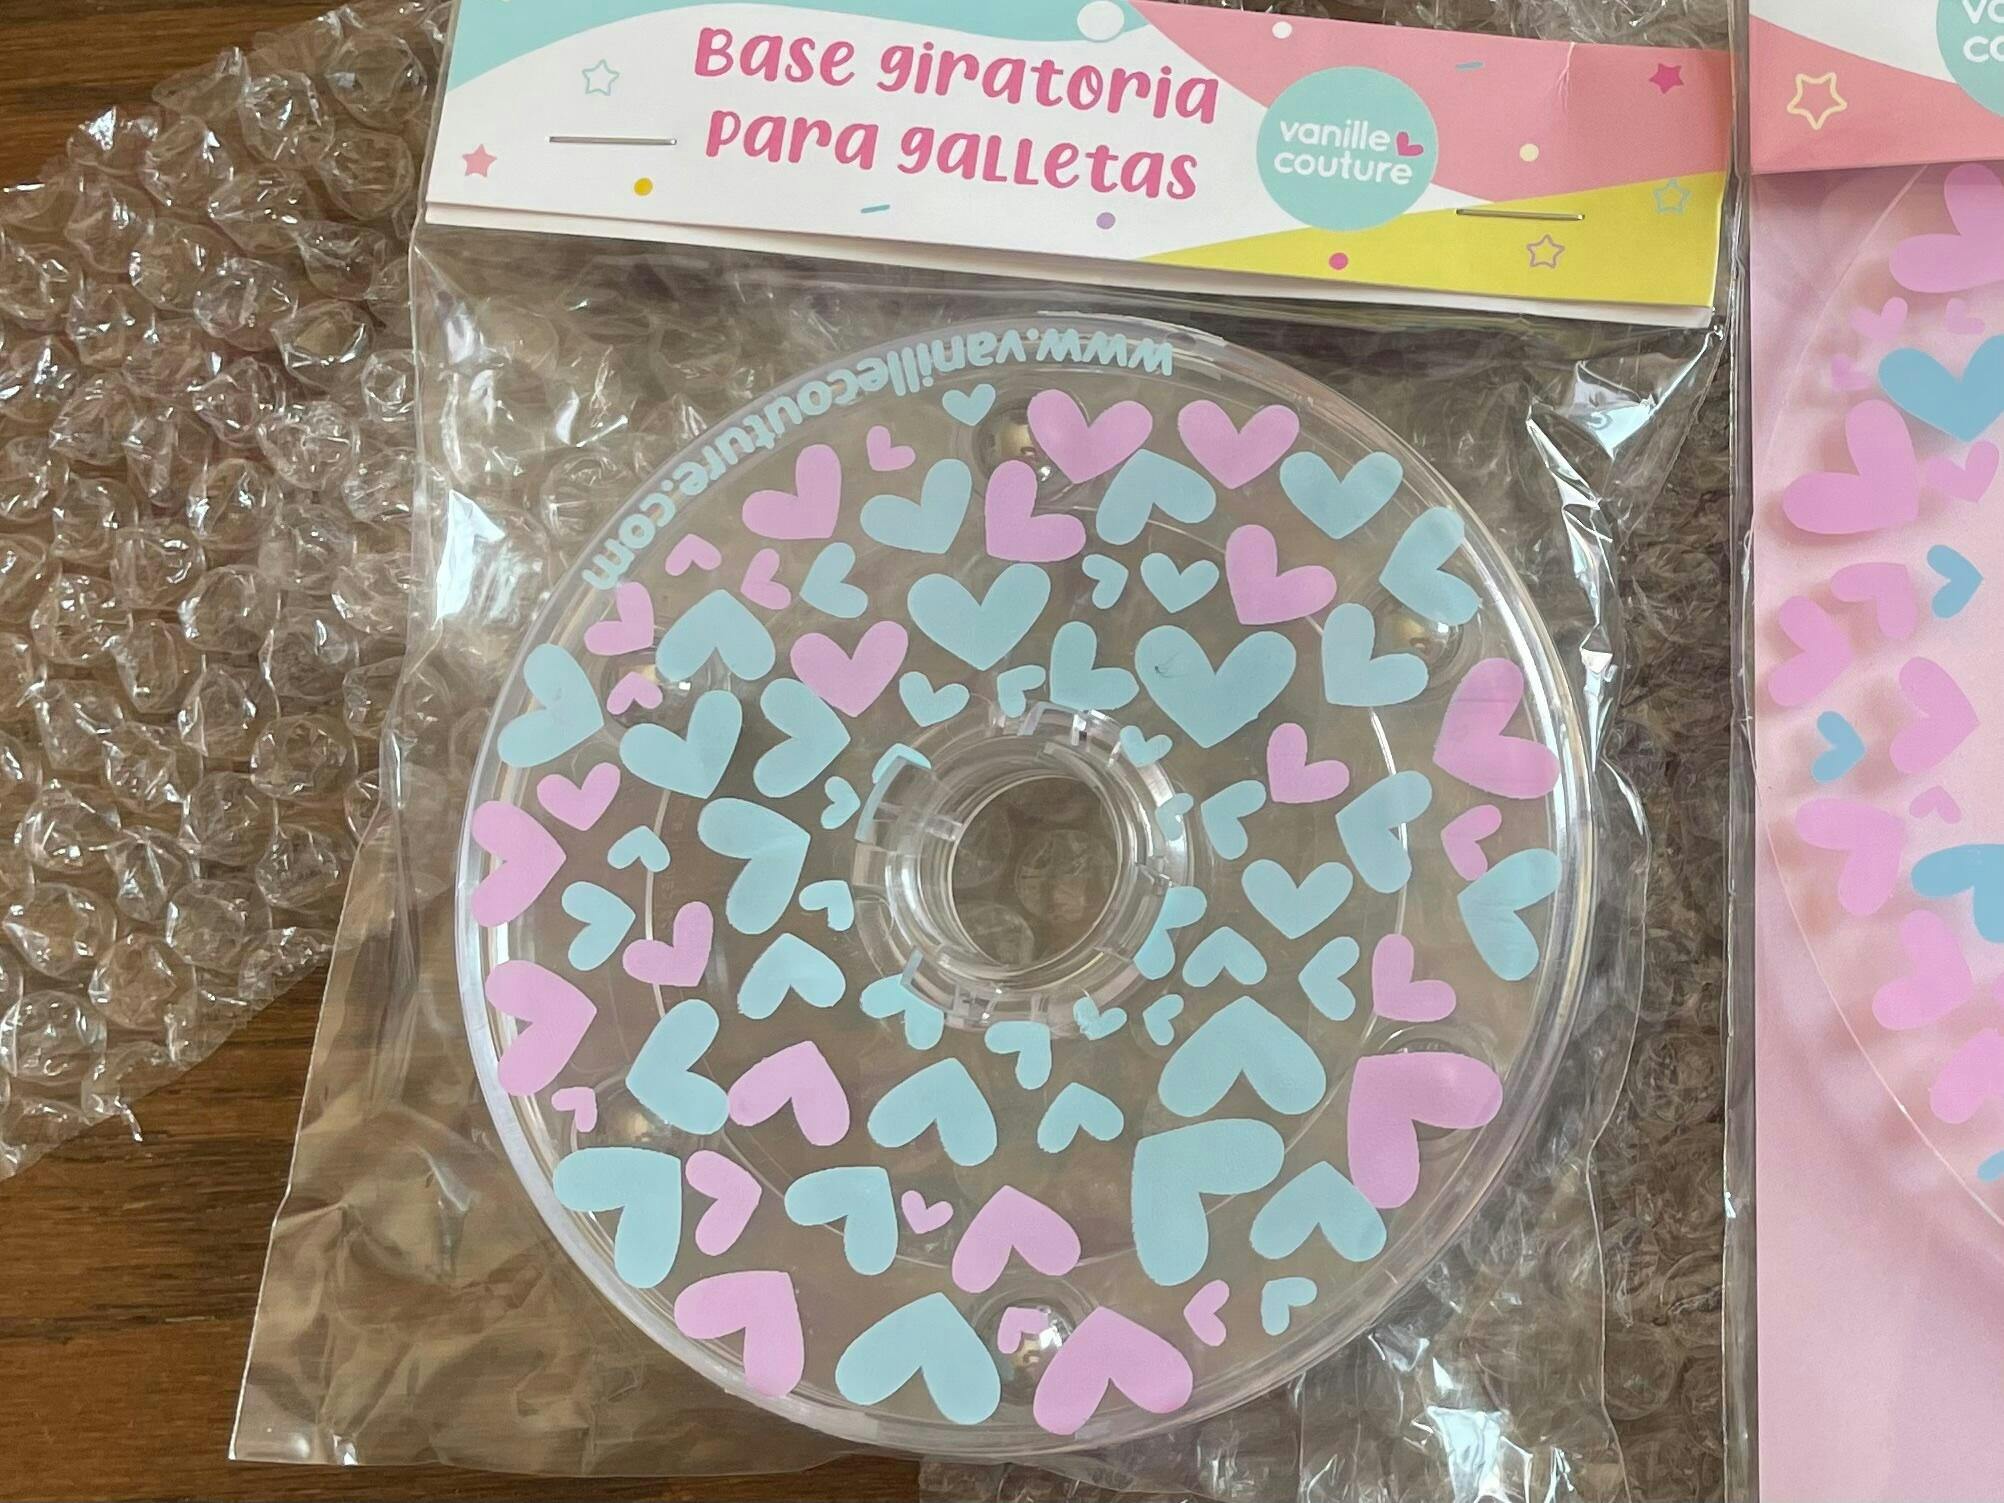 Base giratoria
para galletas
vanille
couture
www.vanillecouture.com